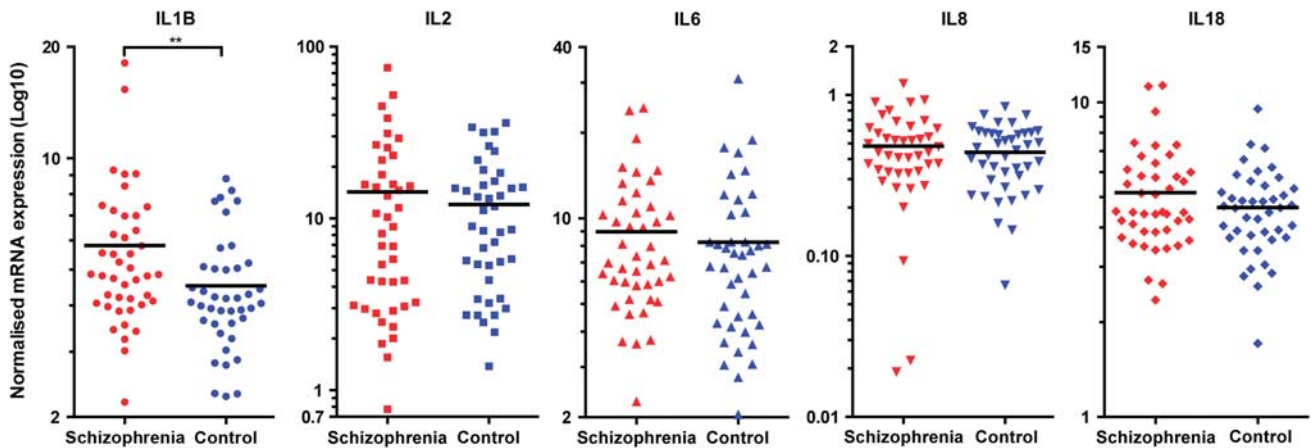 IL1B
IL2
IL6
IL8
IL18
Normalised mRNA expression (Log10)
**
20
10
2
100
10
1
0.7
40
10
2
2
1
0.10
0.01
15
10
1
Schizophrenia Control
Schizophrenia Control
Schizophrenia Control
Schizophrenia Control
Schizophrenia Control